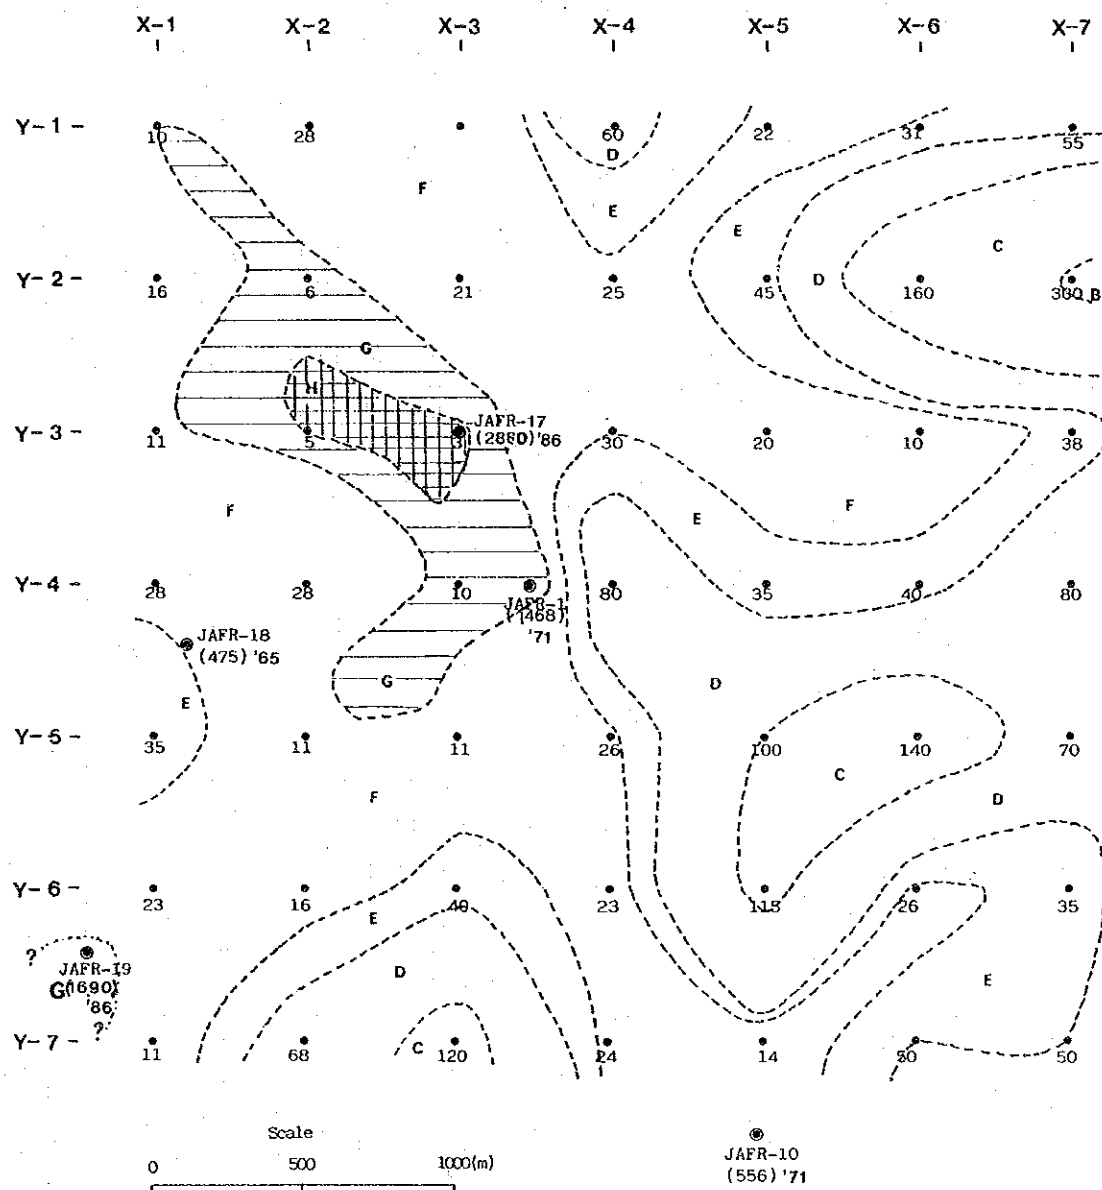 X-1 X-2 X-3 X-4 X-5 X-6 X-7
Y-1 10 28 60 22 31 55
D
F
E
E
C
D
Y-2 16 6 21 25 45 160 300 B
G
H
JAFR-17
(2880)'86
Y-3 11 5 3 30 20 10 38
F
E
F
Y-4 28 28 10 80 35 40 80
JAFR-1
(1468)
'71
JAFR-18
(475)'65
G
D
E
Y-5 35 11 11 26 100 140 70
C
F
D
Y-6 23 16 40 23 115 26 35
E
?
JAFR-19
G (1690)
'86
?
D
E
Y-7 11 68 C 120 24 14 50 50
Scale
0 500 1000(m)
JAFR-10
(556)'71